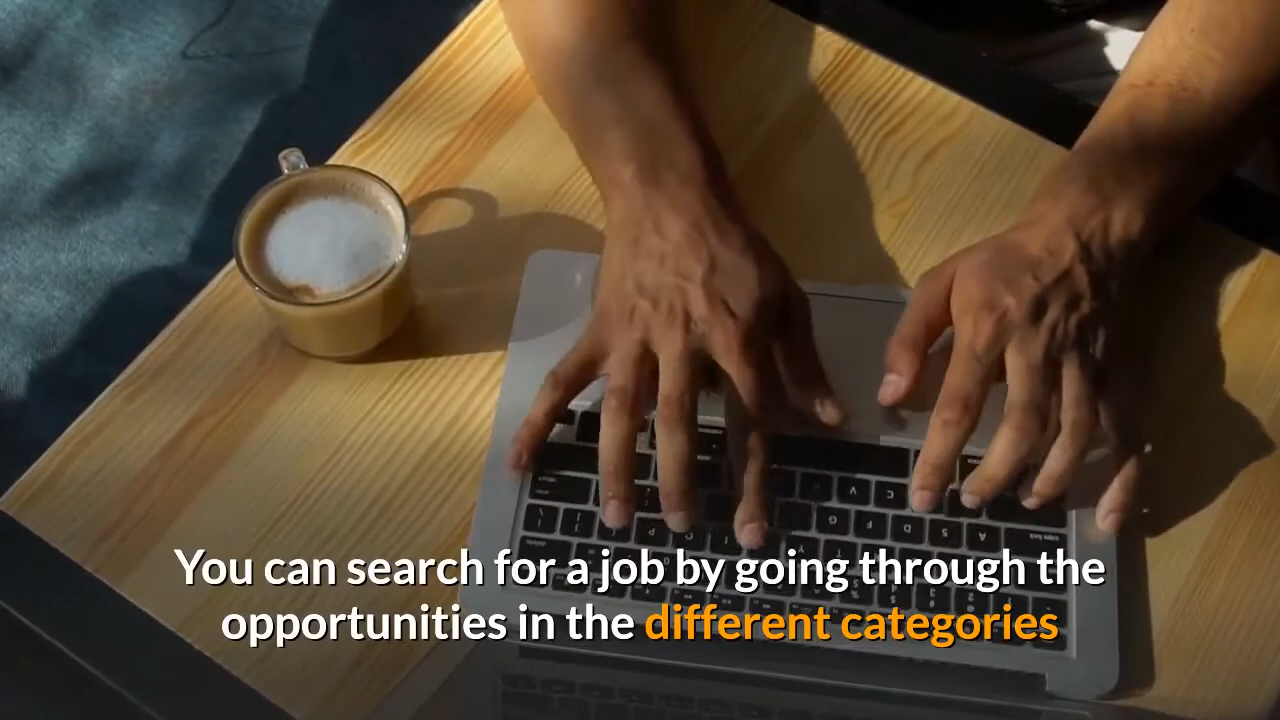 You can search for a job by going through the
opportunities in the different categories